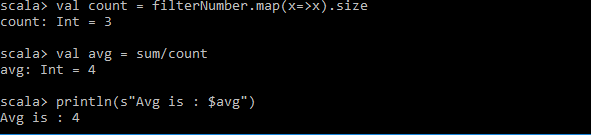 scala> val count = filterNumber.map(x=>x).size
count: Int = 3
scala> val avg = sum/count
avg: Int = 4
scala> println(s"Avg is : $avg")
Avg is : 4